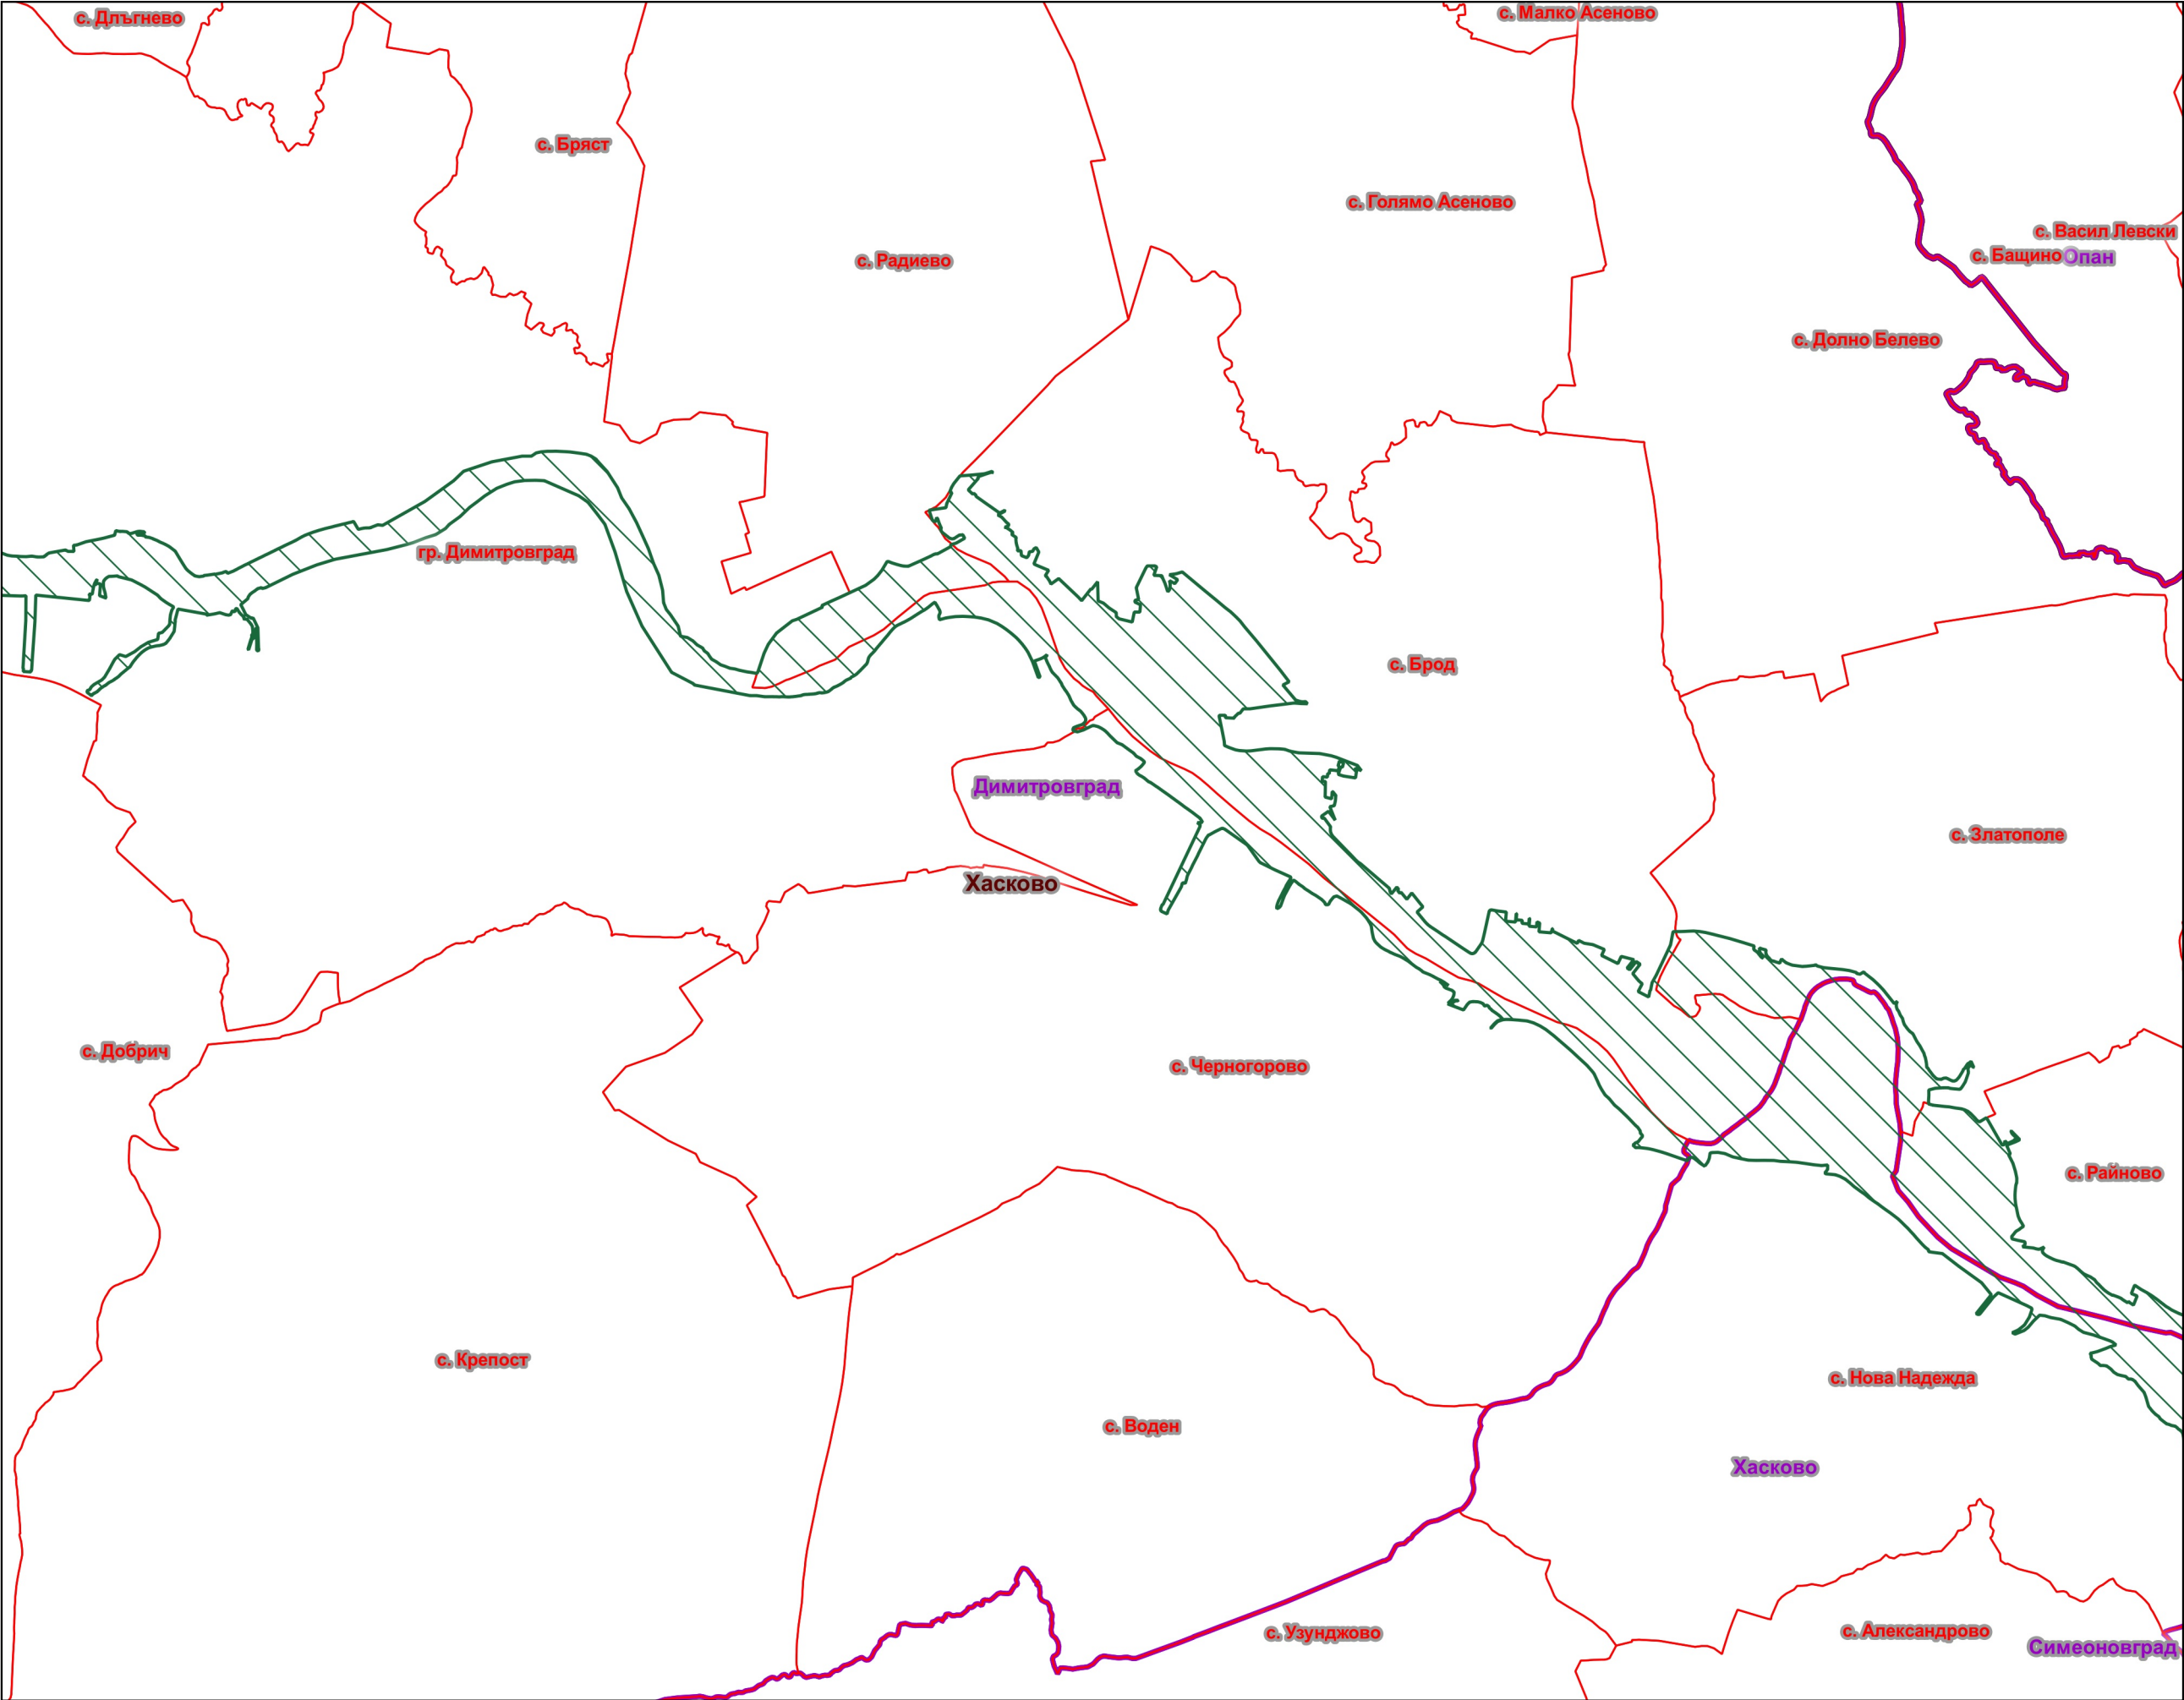 с. Длъгнево
с. Малко Асеново
с. Бряст
с. Голямо Асеново
с. Васил Левски
с. Бащино
Опан
с. Радиево
с. Долно Белево
гр. Димитровград
с. Брод
Димитровград
с. Златополе
Хасково
с. Добрич
с. Черногорово
с. Райново
с. Крепост
с. Нова Надежда
с. Воден
Хасково
с. Узунджово
с. Александрово
Симеоновград